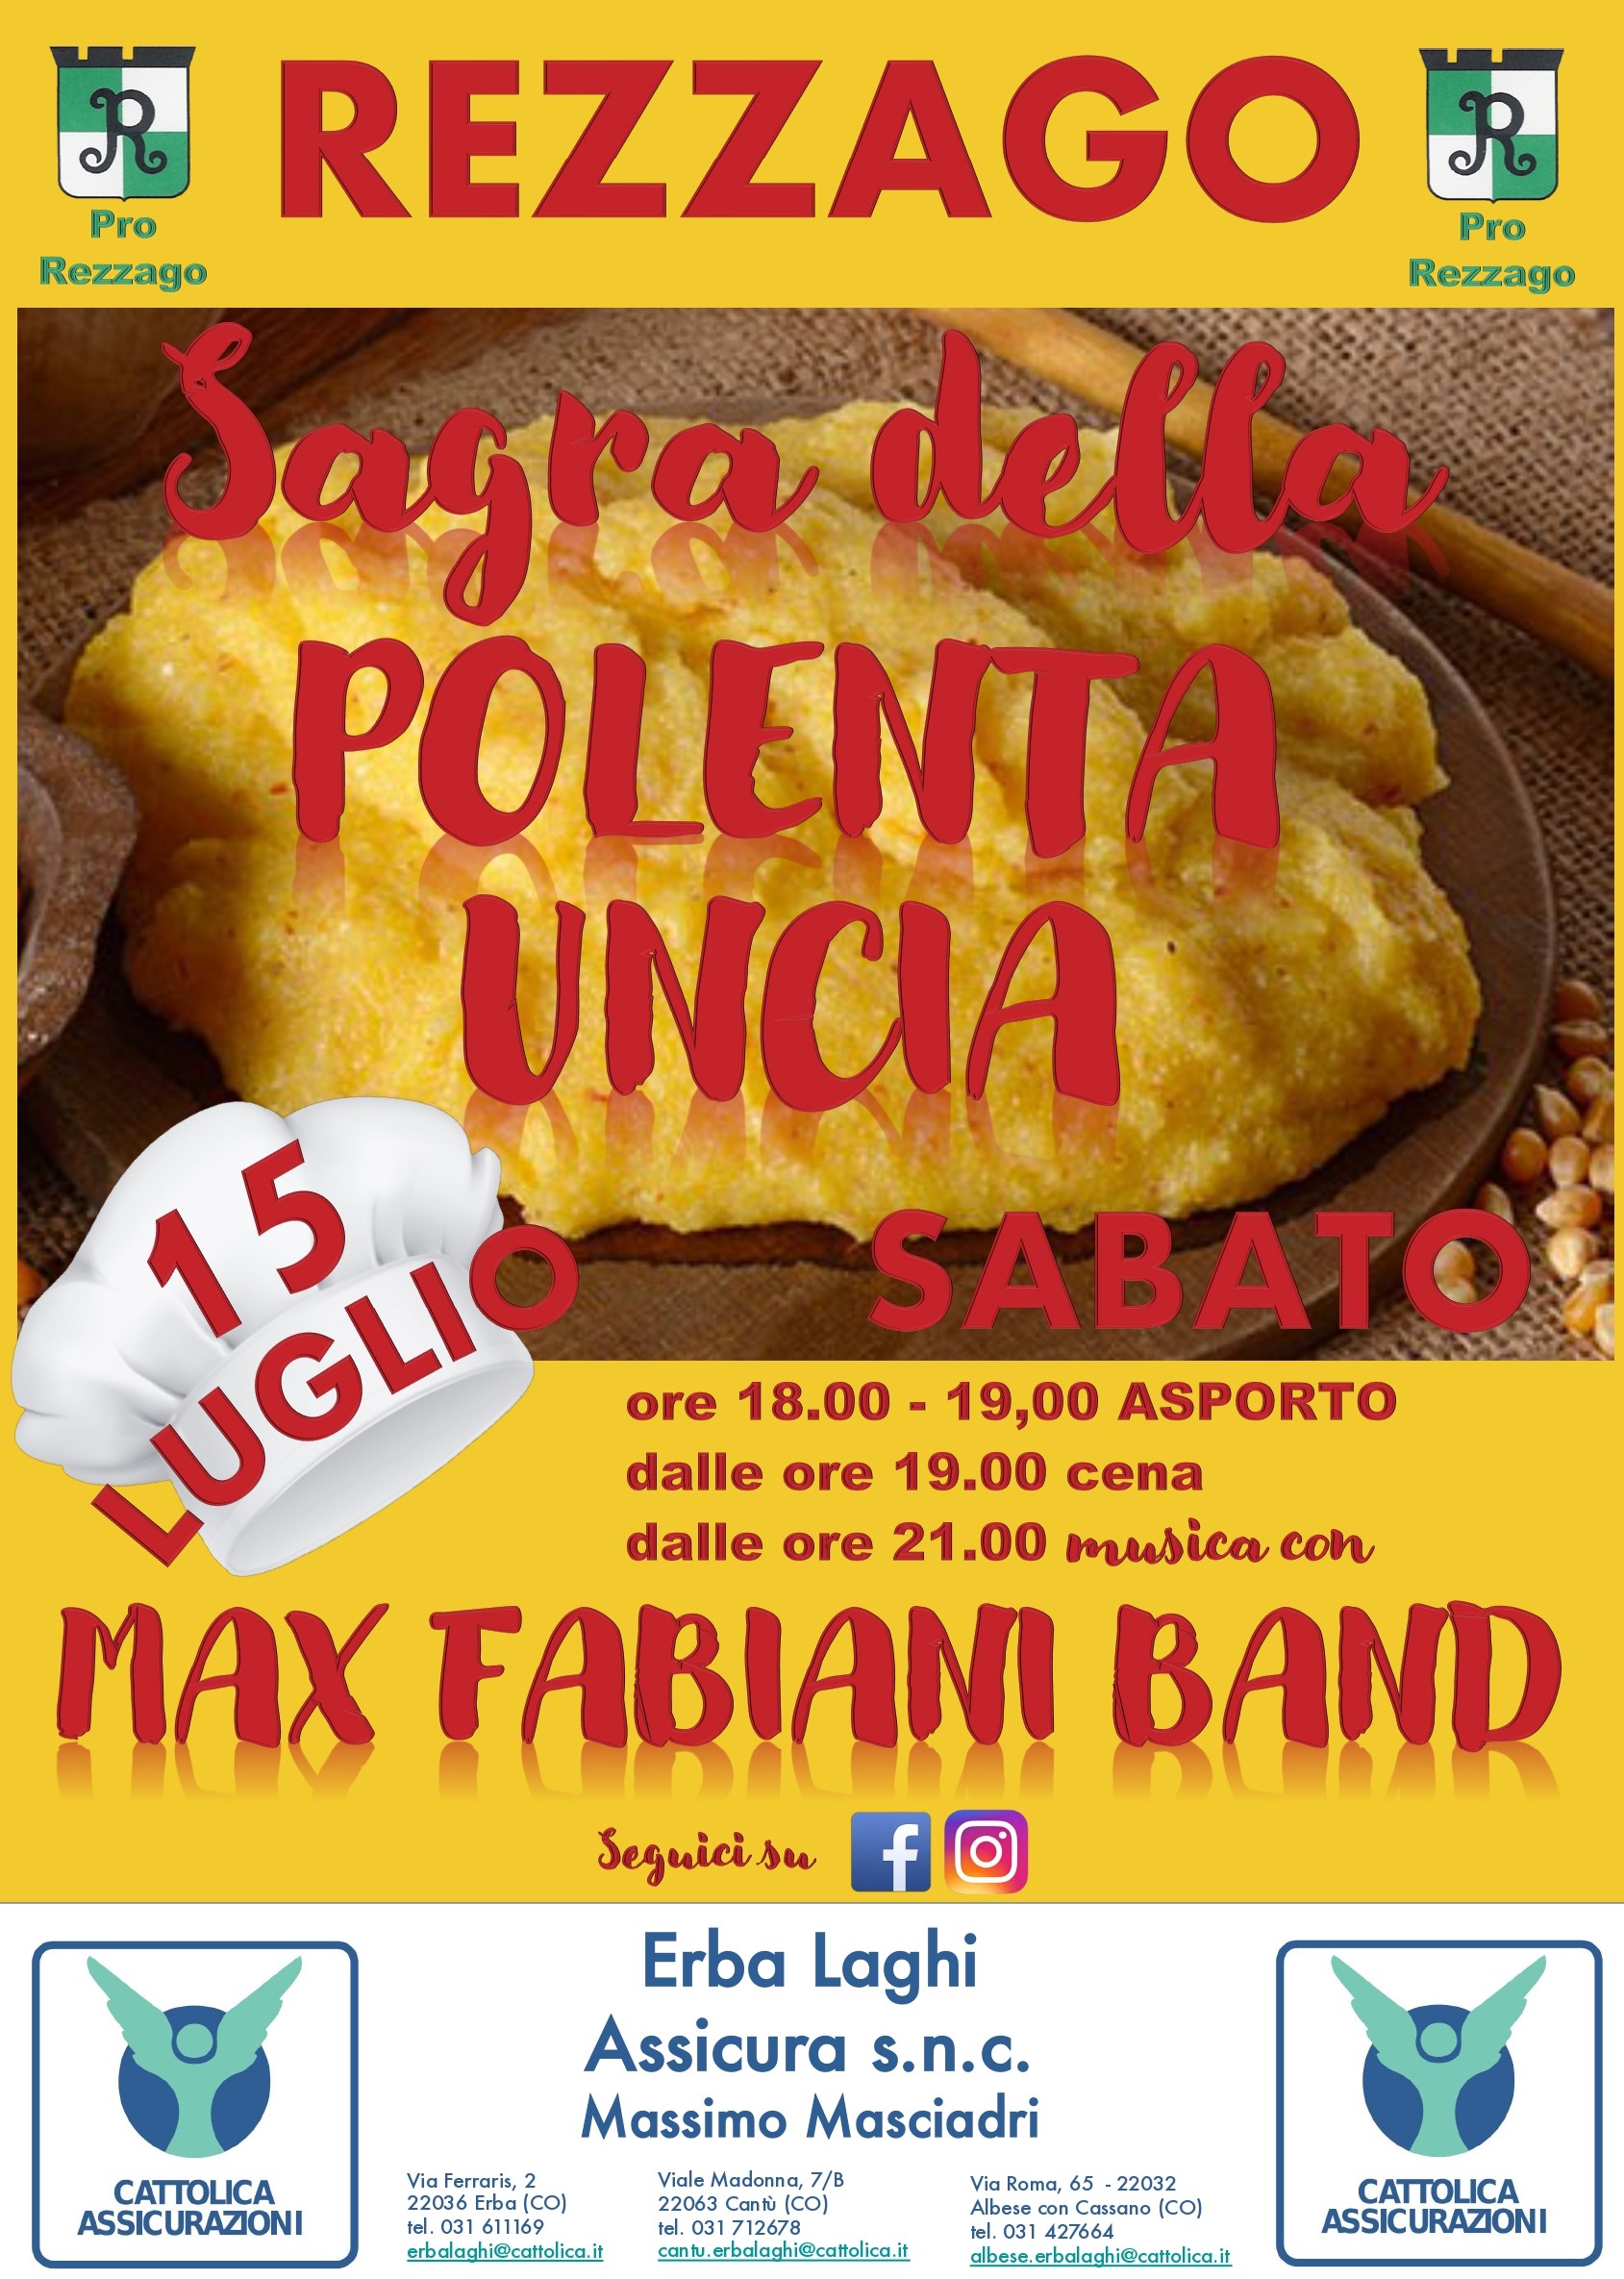 REZZAGO
R
Pro
Rezzago
R
Pro
Rezzago
Sagra della
POLENTA
UNCIA
15
LUGLIO
SABATO
ore 18.00 - 19,00 ASPORTO
dalle ore 19.00 cena
dalle ore 21.00 musica con
MAX FABIANI BAND
Seguici su
Erba Laghi
Assicura s.n.c.
Massimo Masciadri
CATTOLICA
ASSICURAZIONI
Via Ferraris, 2
22036 Erba (CO)
tel. 031 611169
erbalaghi@cattolica.it
Viale Madonna, 7/B
22063 Cantù (CO)
tel. 031 712678
cantu.erbalaghi@cattolica.it
Via Roma, 65 - 22032
Albese con Cassano (CO)
tel. 031 427664
albese.erbalaghi@cattolica.it
CATTOLICA
ASSICURAZIONI